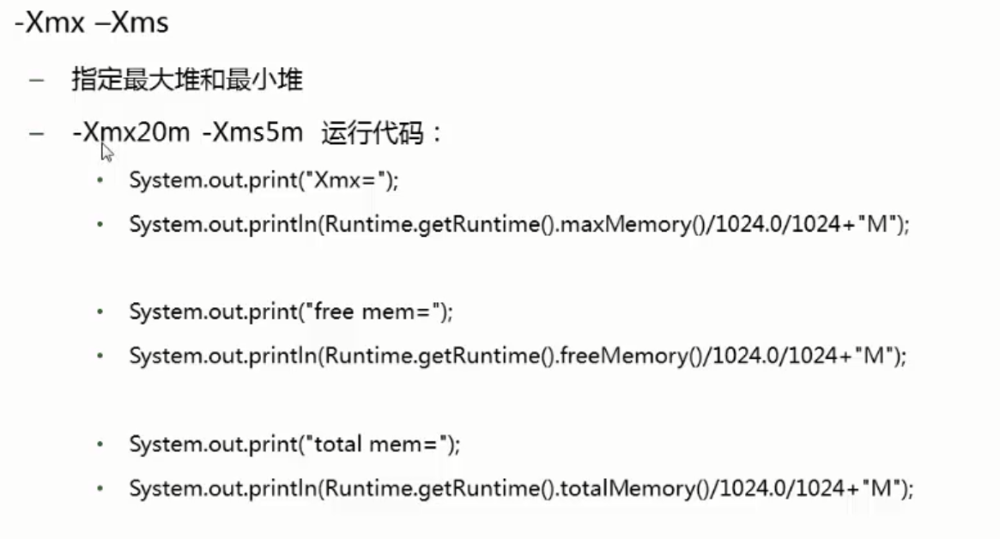 -Xmx –Xms
– 指定最大堆和最小堆
– -Xmx20m -Xms5m 运行代码：
• System.out.print("Xmx=");
• System.out.println(Runtime.getRuntime().maxMemory()/1024.0/1024+"M");
• System.out.print("free mem=");
• System.out.println(Runtime.getRuntime().freeMemory()/1024.0/1024+"M");
• System.out.print("total mem=");
• System.out.println(Runtime.getRuntime().totalMemory()/1024.0/1024+"M");